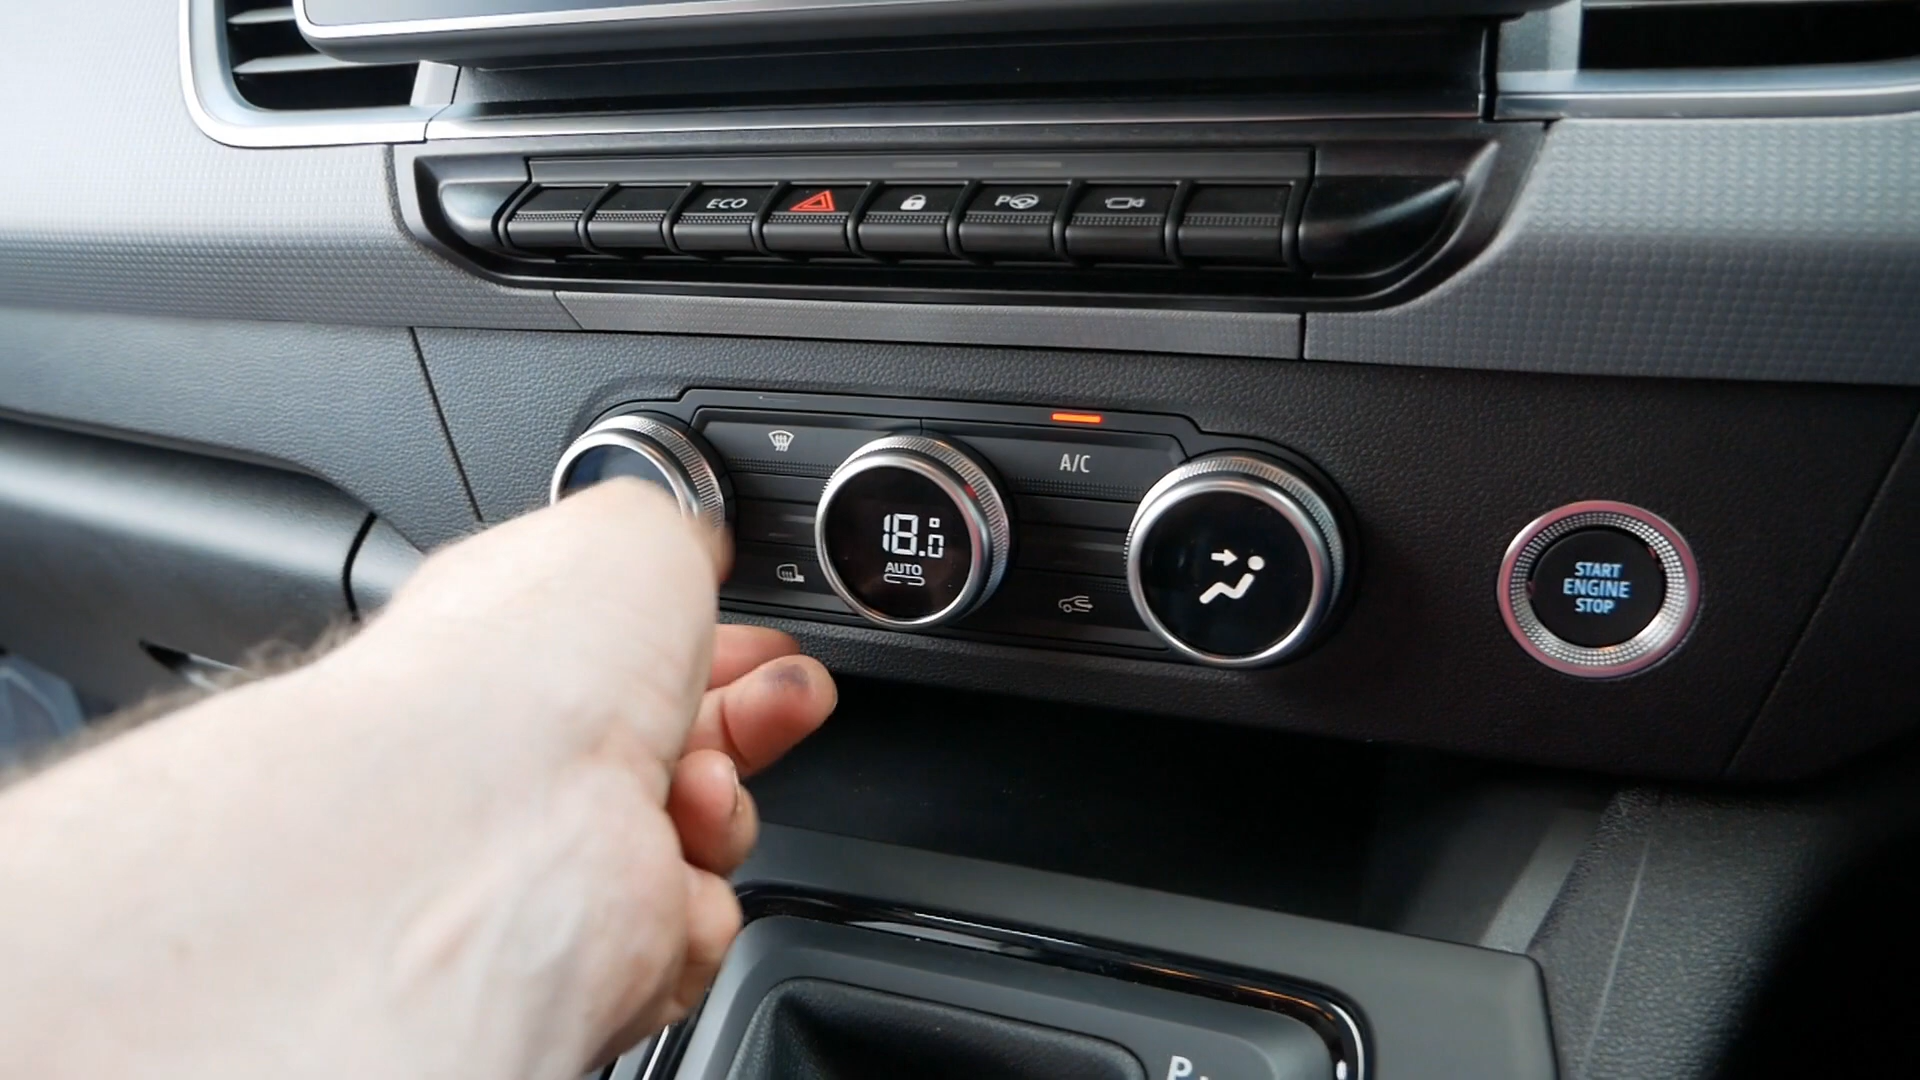 ECO
P
A/C
18.0
AUTO
START
ENGINE
STOP
P